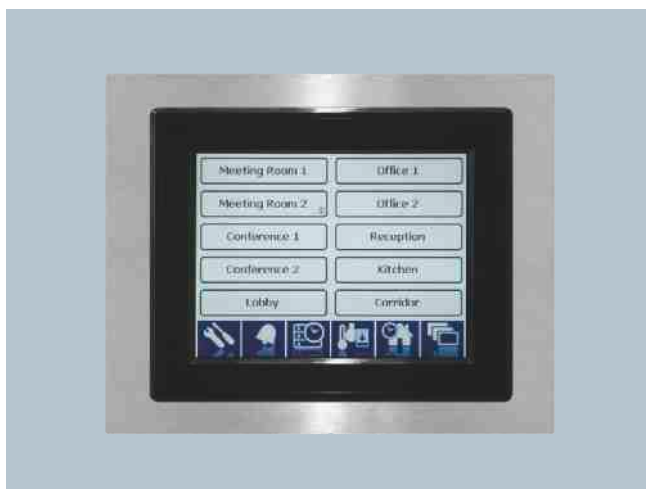 Meeting Room 1
Office 1
Meeting Room 2
Office 2
Conference 1
Reception
Conference 2
Kitchen
Lobby
Corridor